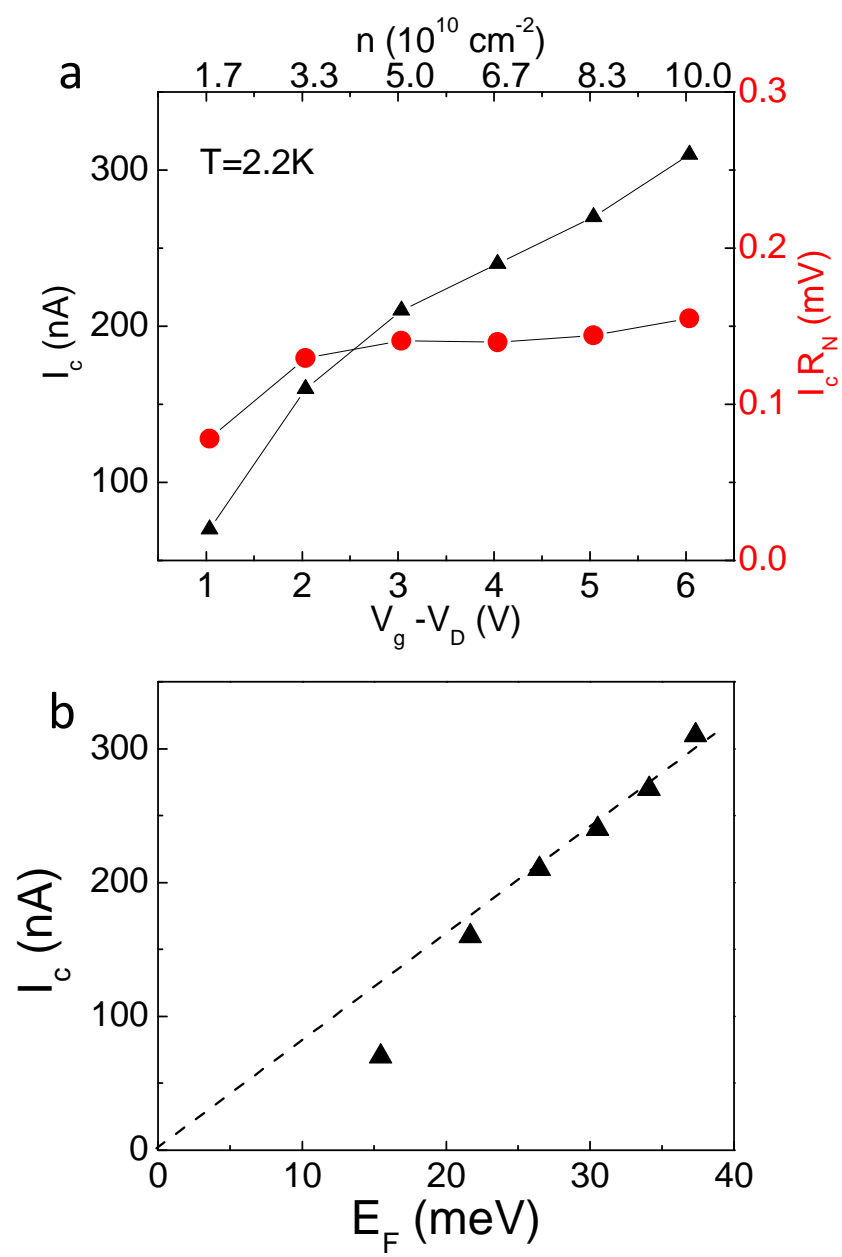 n (10^10 cm^-2)
a
1.7 3.3 5.0 6.7 8.3 10.0
0.3
T=2.2K
300
0.2
I_c (nA)
200
I_cR_N (mV)
0.1
100
0.0
1 2 3 4 5 6
V_g -V_D (V)
b
300
200
I_c (nA)
100
0
0 10 20 30 40
E_F (meV)